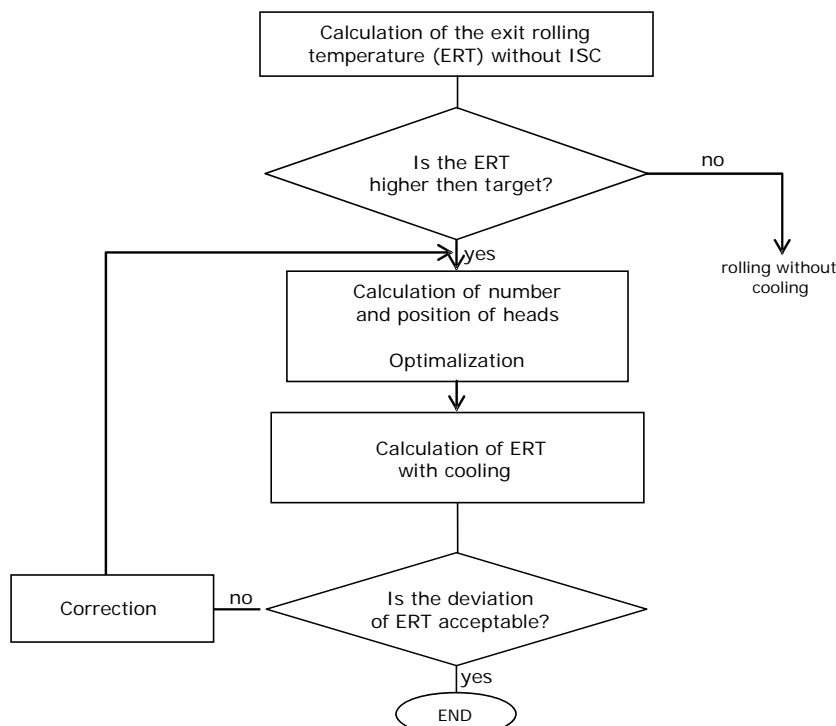 Calculation of the exit rolling
temperature (ERT) without ISC
Is the ERT
higher then target?
no
yes
rolling without
cooling
Calculation of number
and position of heads
Optimalization
Calculation of ERT
with cooling
Is the deviation
of ERT acceptable?
no
Correction
yes
END